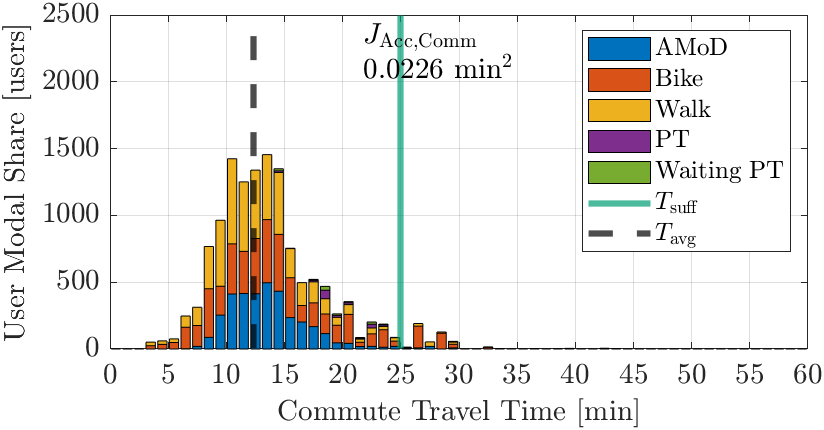 User Modal Share [users]
2500
2000
1500
1000
500
0
0 5 10 15 20 25 30 35 40 45 50 55 60
Commute Travel Time [min]
J_Acc,Comm
0.0226 min²
AMoD
Bike
Walk
PT
Waiting PT
T_suff
T_avg